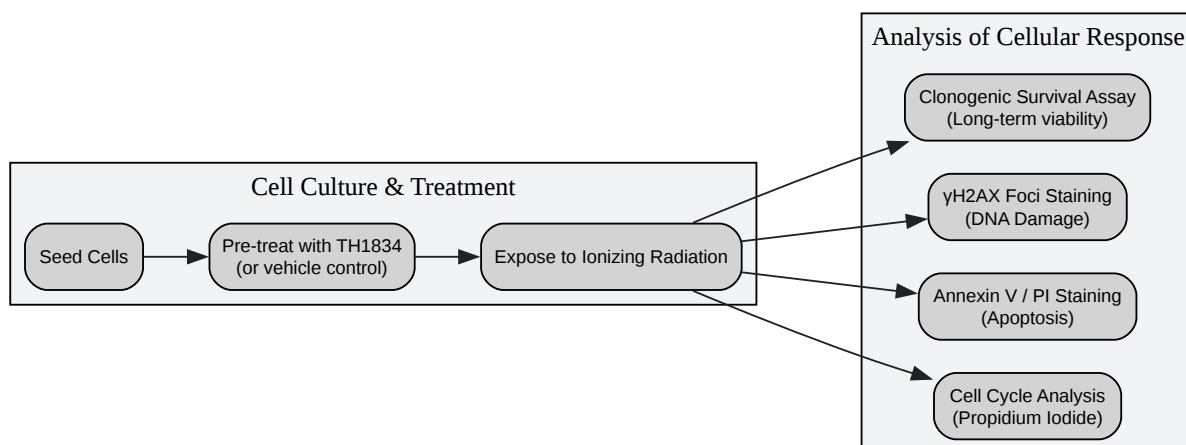 Cell Culture & Treatment
Seed Cells
Pre-treat with TH1834
(or vehicle control)
Expose to Ionizing Radiation
Analysis of Cellular Response
Clonogenic Survival Assay
(Long-term viability)
γH2AX Foci Staining
(DNA Damage)
Annexin V / PI Staining
(Apoptosis)
Cell Cycle Analysis
(Propidium Iodide)